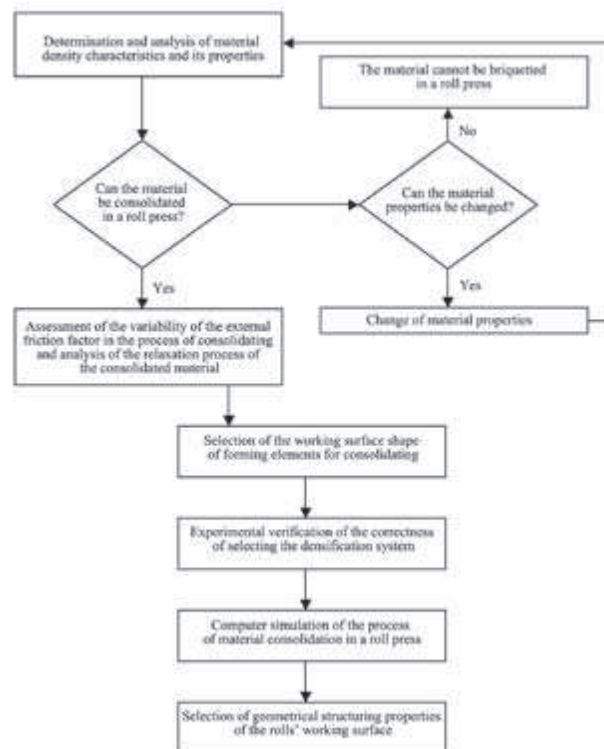 Determination and analysis of material
density characteristics and its properties
The material cannot be briquetted
in a roll press
No
Can the material
be consolidated
in a roll press?
Can the material
properties be changed?
Yes
Yes
Assessment of the variability of the external
friction factor in the process of consolidating
and analysis of the relaxation process of
the consolidated material
Change of material properties
Selection of the working surface shape
of forming elements for consolidating
Experimental verification of the correctness
of selecting the densification system
Computer simulation of the process
of material consolidation in a roll press
Selection of geometrical structuring properties
of the rolls' working surface